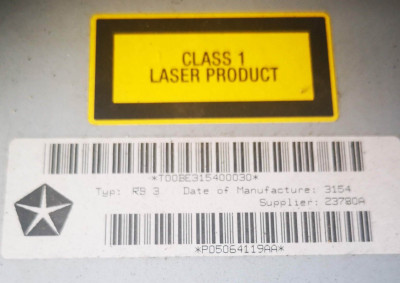 CLASS 1
LASER PRODUCT
*T00BE315400030*
Typ: RB 3 Date of Manufacture: 3154
Supplier: 23780A
*P05064119AA*